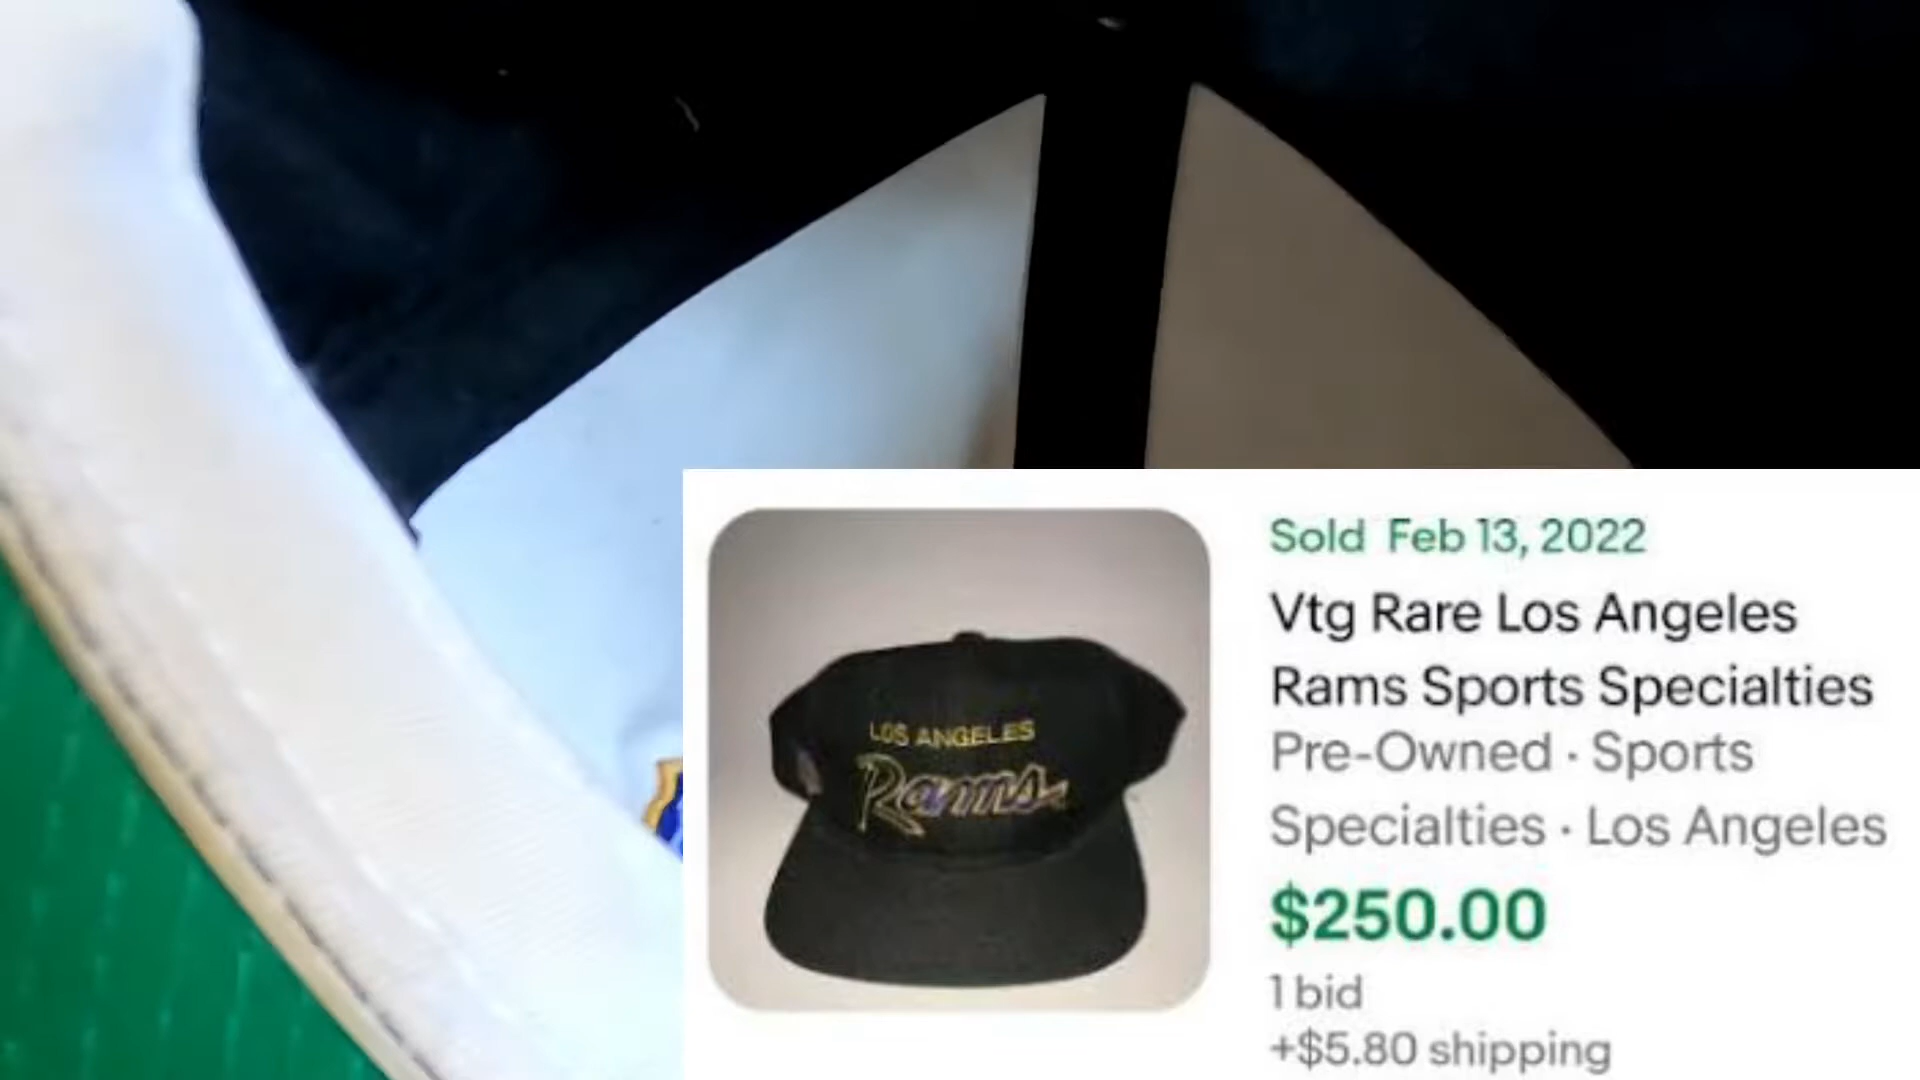 LOS ANGELES
Rams
Sold Feb 13, 2022
Vtg Rare Los Angeles
Rams Sports Specialties
Pre-Owned · Sports
Specialties · Los Angeles
$250.00
1 bid
+$5.80 shipping